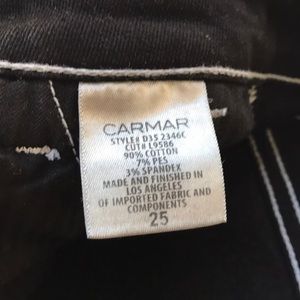 CARMAR
STYLE# D35 2346C
CUT# L9586
90% COTTON
7% PES
3% SPANDEX
MADE AND FINISHED IN
LOS ANGELES
OF IMPORTED FABRIC AND
COMPONENTS
25